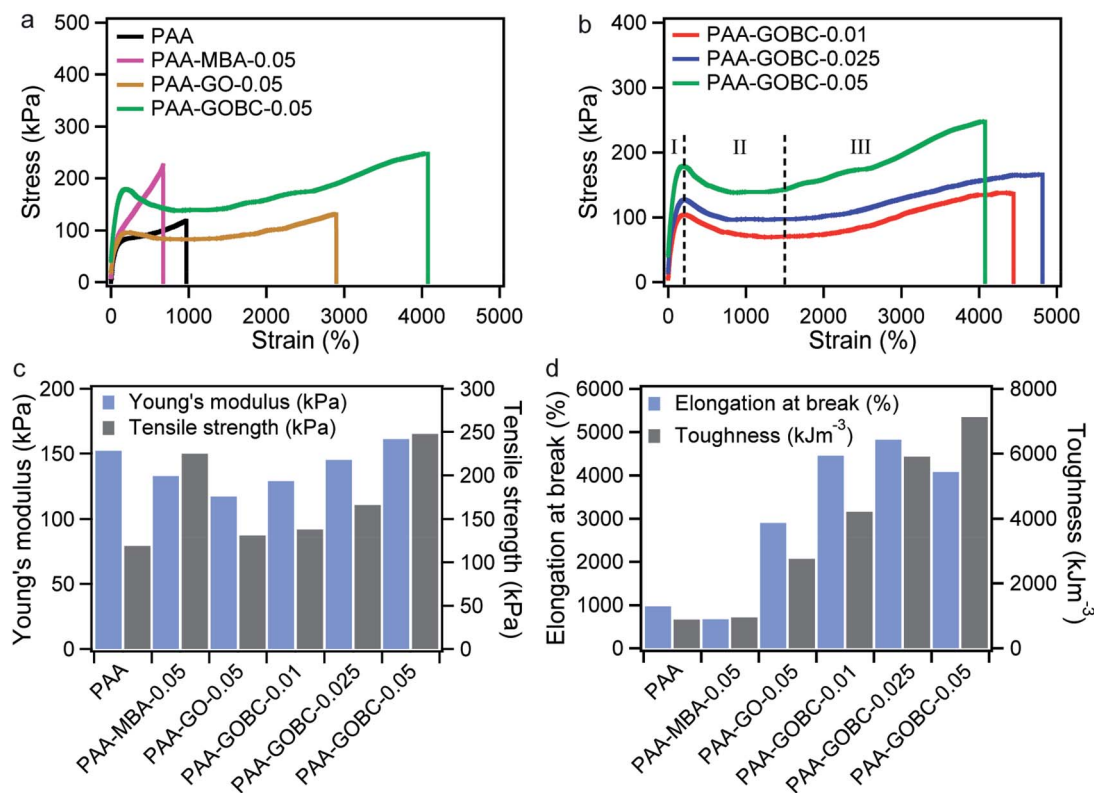 a
500
400
300
200
100
0
Stress (kPa)
PAA
PAA-MBA-0.05
PAA-GO-0.05
PAA-GOBC-0.05
0 1000 2000 3000 4000 5000
Strain (%)
b
400
300
200
100
0
Stress (kPa)
PAA-GOBC-0.01
PAA-GOBC-0.025
PAA-GOBC-0.05
I II III
0 1000 2000 3000 4000 5000
Strain (%)
c
200
150
100
50
0
Young's modulus (kPa)
Young's modulus (kPa)
Tensile strength (kPa)
300
250
200
150
100
50
0
Tensile strength
(kPa)
PAA
PAA-MBA-0.05
PAA-GO-0.05
PAA-GOBC-0.01
PAA-GOBC-0.025
PAA-GOBC-0.05
d
6000
5000
4000
3000
2000
1000
0
Elongation at break
(%)
Elongation at break (%)
Toughness (kJm⁻³)
8000
6000
4000
2000
0
Toughness
(kJm⁻³)
PAA
PAA-MBA-0.05
PAA-GO-0.05
PAA-GOBC-0.01
PAA-GOBC-0.025
PAA-GOBC-0.05